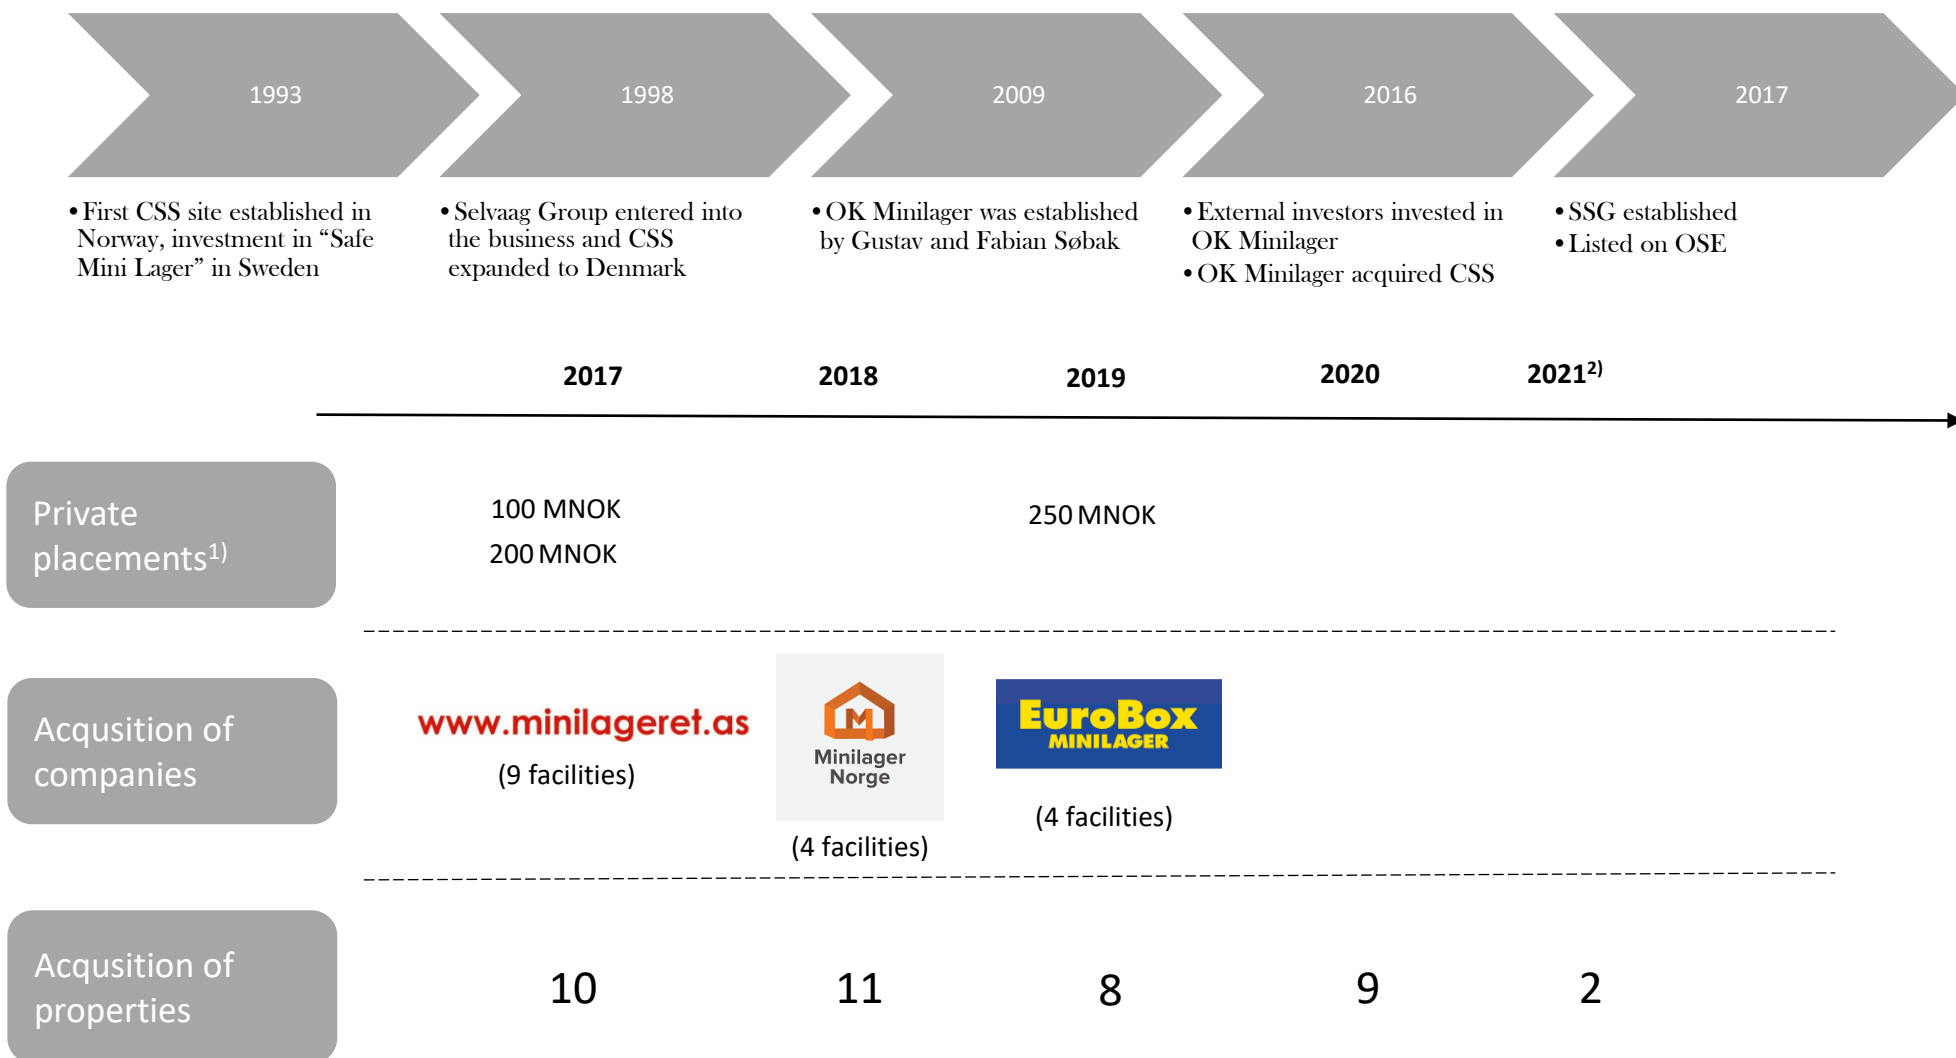 1993
1998
2009
2016
2017
• First CSS site established in
Norway, investment in “Safe
Mini Lager” in Sweden
• Selvaag Group entered into
the business and CSS
expanded to Denmark
• OK Minilager was established
by Gustav and Fabian Søbak
• External investors invested in
OK Minilager
• OK Minilager acquired CSS
• SSG established
• Listed on OSE
2017
2018
2019
2020
2021²⁾
Private
placements¹⁾
100 MNOK
200 MNOK
250 MNOK
Acqusition of
companies
www.minilageret.as
(9 facilities)
M
Minilager
Norge
(4 facilities)
EuroBox
MINILAGER
(4 facilities)
Acqusition of
properties
10
11
8
9
2